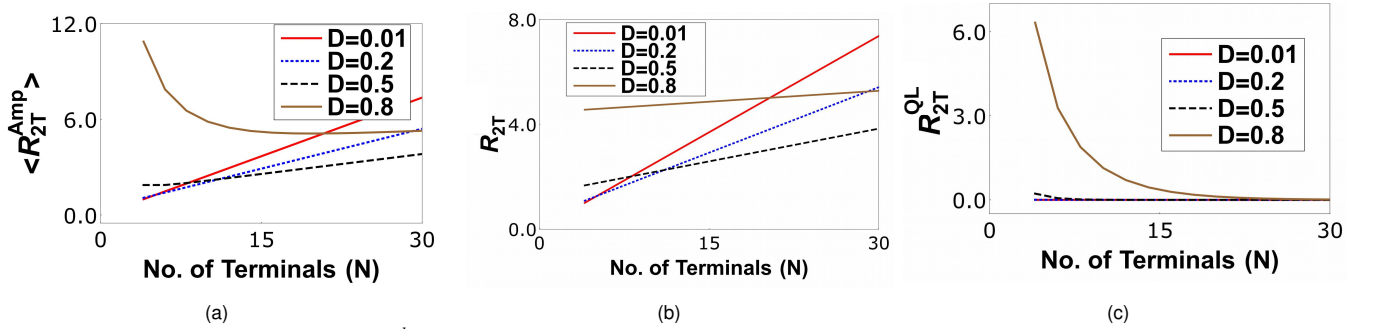 <R_2T^Amp>
12.0
6.0
0.0
0
15
30
D=0.01
D=0.2
D=0.5
D=0.8
No. of Terminals (N)
(a)
R_2T
8.0
4.0
0.0
0
15
30
D=0.01
D=0.2
D=0.5
D=0.8
No. of Terminals (N)
(b)
R_2T^QL
6.0
3.0
0.0
0
15
30
D=0.01
D=0.2
D=0.5
D=0.8
No. of Terminals (N)
(c)